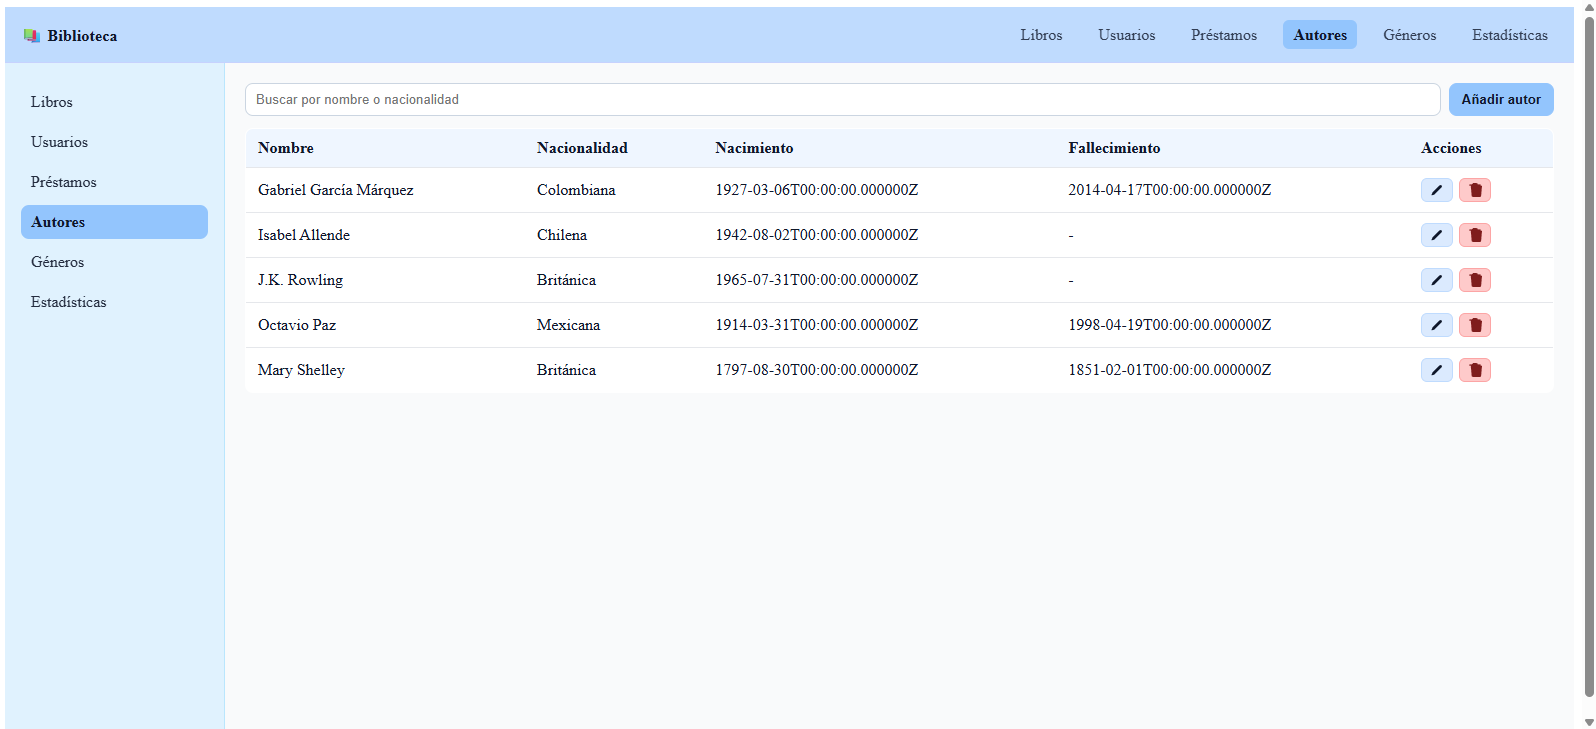 Biblioteca Libros Usuarios Préstamos Autores Géneros Estadísticas
Libros
Usuarios
Préstamos
Autores
Géneros
Estadísticas
Buscar por nombre o nacionalidad Añadir autor
Nombre Nacionalidad Nacimiento Fallecimiento Acciones
Gabriel García Márquez Colombiana 1927-03-06T00:00:00.000000Z 2014-04-17T00:00:00.000000Z
Isabel Allende Chilena 1942-08-02T00:00:00.000000Z -
J.K. Rowling Británica 1965-07-31T00:00:00.000000Z -
Octavio Paz Mexicana 1914-03-31T00:00:00.000000Z 1998-04-19T00:00:00.000000Z
Mary Shelley Británica 1797-08-30T00:00:00.000000Z 1851-02-01T00:00:00.000000Z